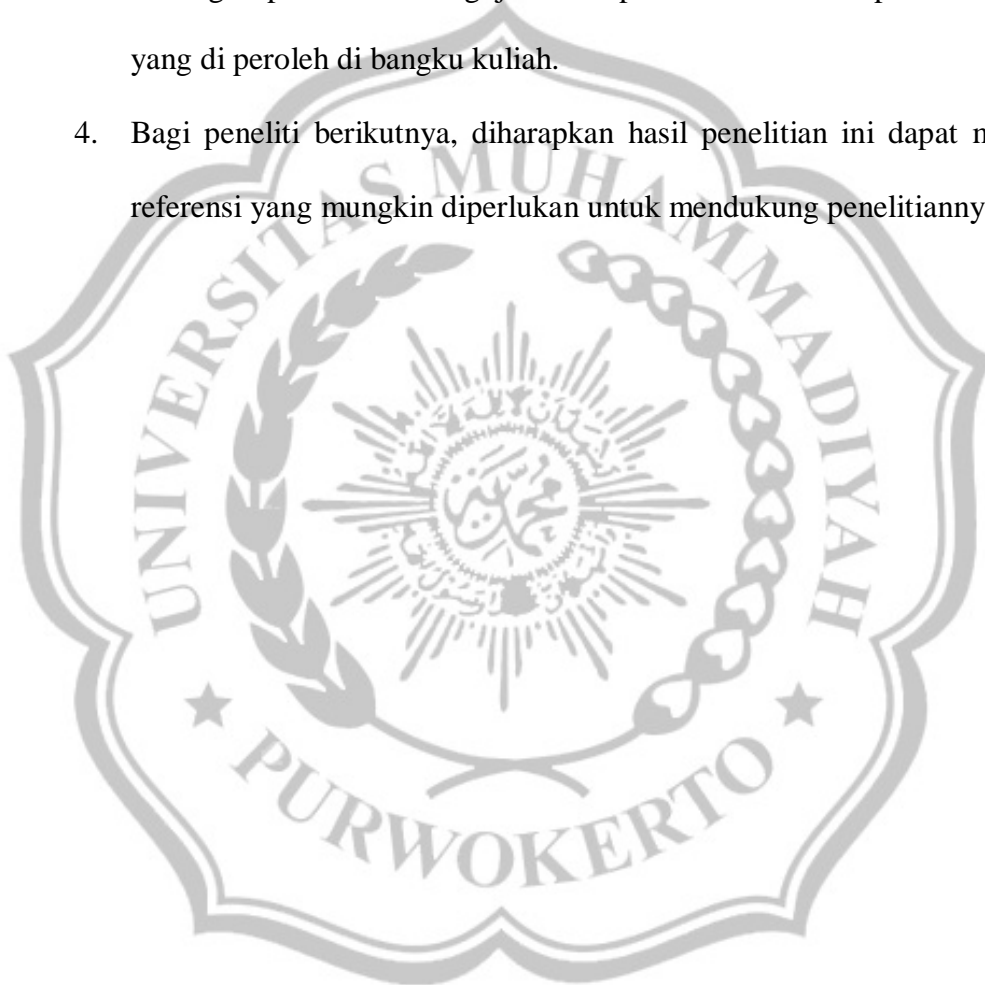 yang di peroleh di bangku kuliah.
4. Bagi peneliti berikutnya, diharapkan hasil penelitian ini dapat
referensi yang mungkin diperlukan untuk mendukung
UNIVERSITAS MUHAMMADIYAH
PURWOKERTO